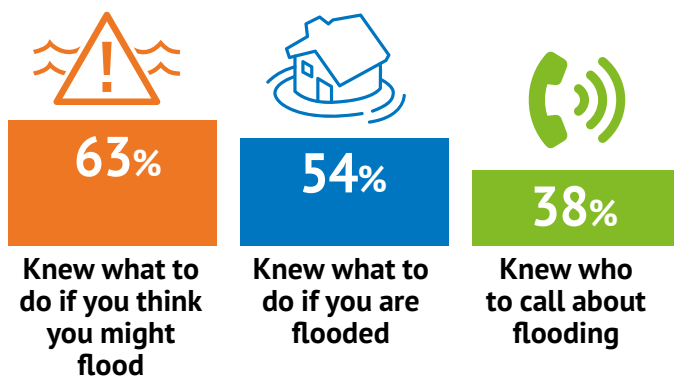 63%
Knew what to
do if you think
you might
flood
54%
Knew what to
do if you are
flooded
38%
Knew who
to call about
flooding